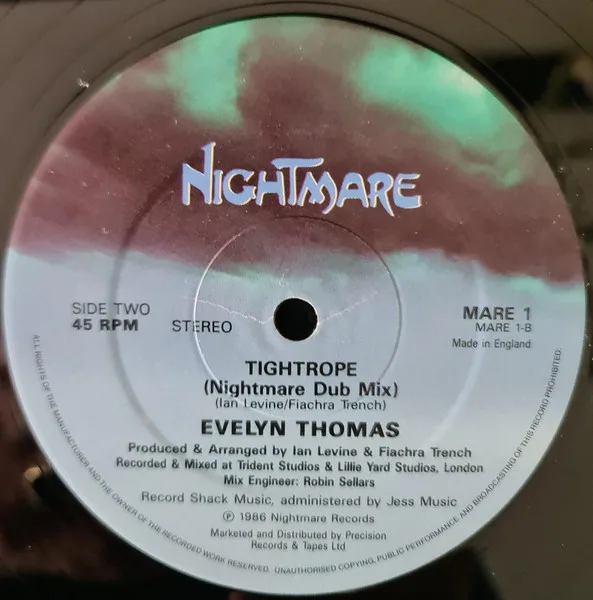 NIGHTMARE
SIDE TWO
45 RPM
STEREO
MARE 1
MARE 1-B
Made in England
TIGHTROPE
(Nightmare Dub Mix)
(Ian Levine/Fiachra Trench)
EVELYN THOMAS
Produced & Arranged by Ian Levine & Fiachra Trench
Recorded & Mixed at Trident Studios & Lillie Yard Studios, London
Mix Engineer: Robin Sellars
Record Shack Music, administered by Jess Music
℗ 1986 Nightmare Records
Marketed and Distributed by Precision
Records & Tapes Ltd
ALL RIGHTS OF THE MANUFACTURER AND THE OWNER OF THE RECORDED WORK RESERVED. UNAUTHORISED COPYING, PUBLIC PERFORMANCE AND BROADCASTING OF THIS RECORD PROHIBITED.